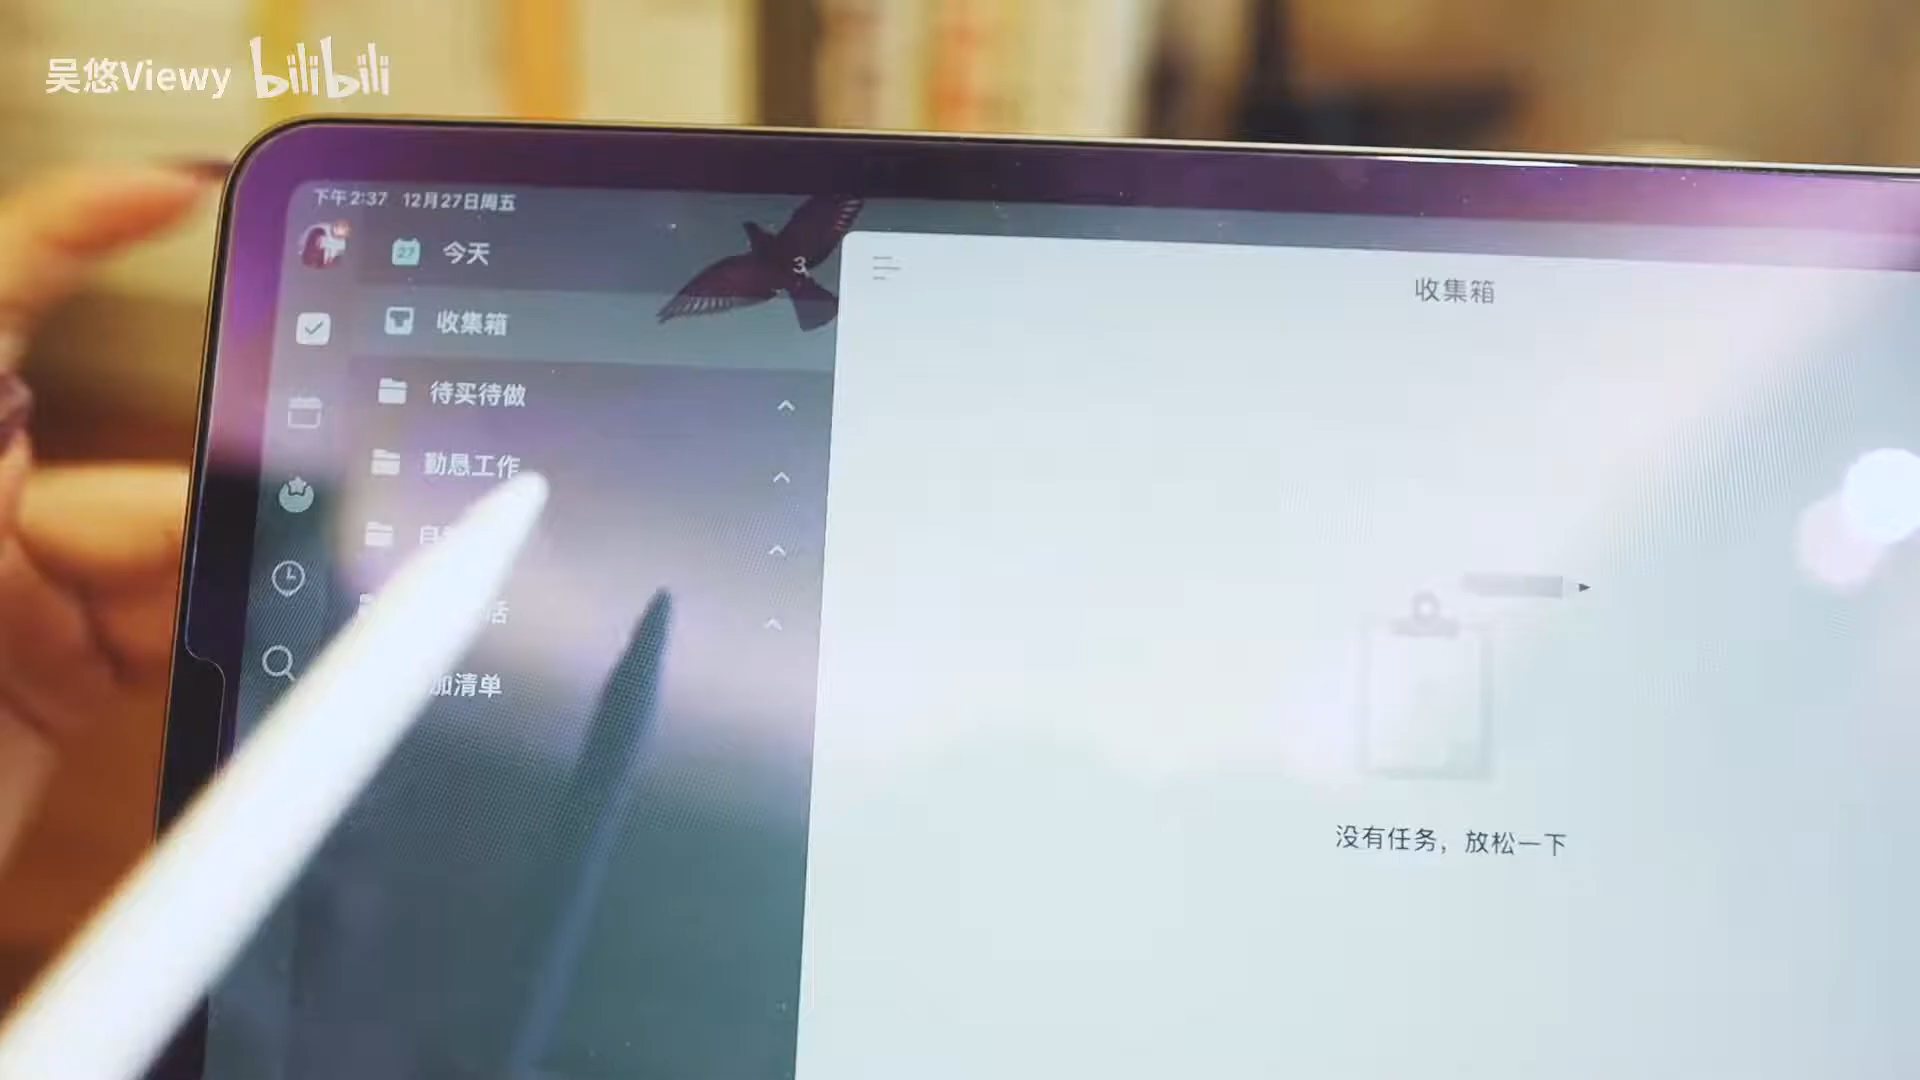 吴悠Viewy bilibili
下午2:37 12月27日周五
27 今天 3
收集箱
收集箱
待买待做
勤恳工作
加清单
没有任务，放松一下